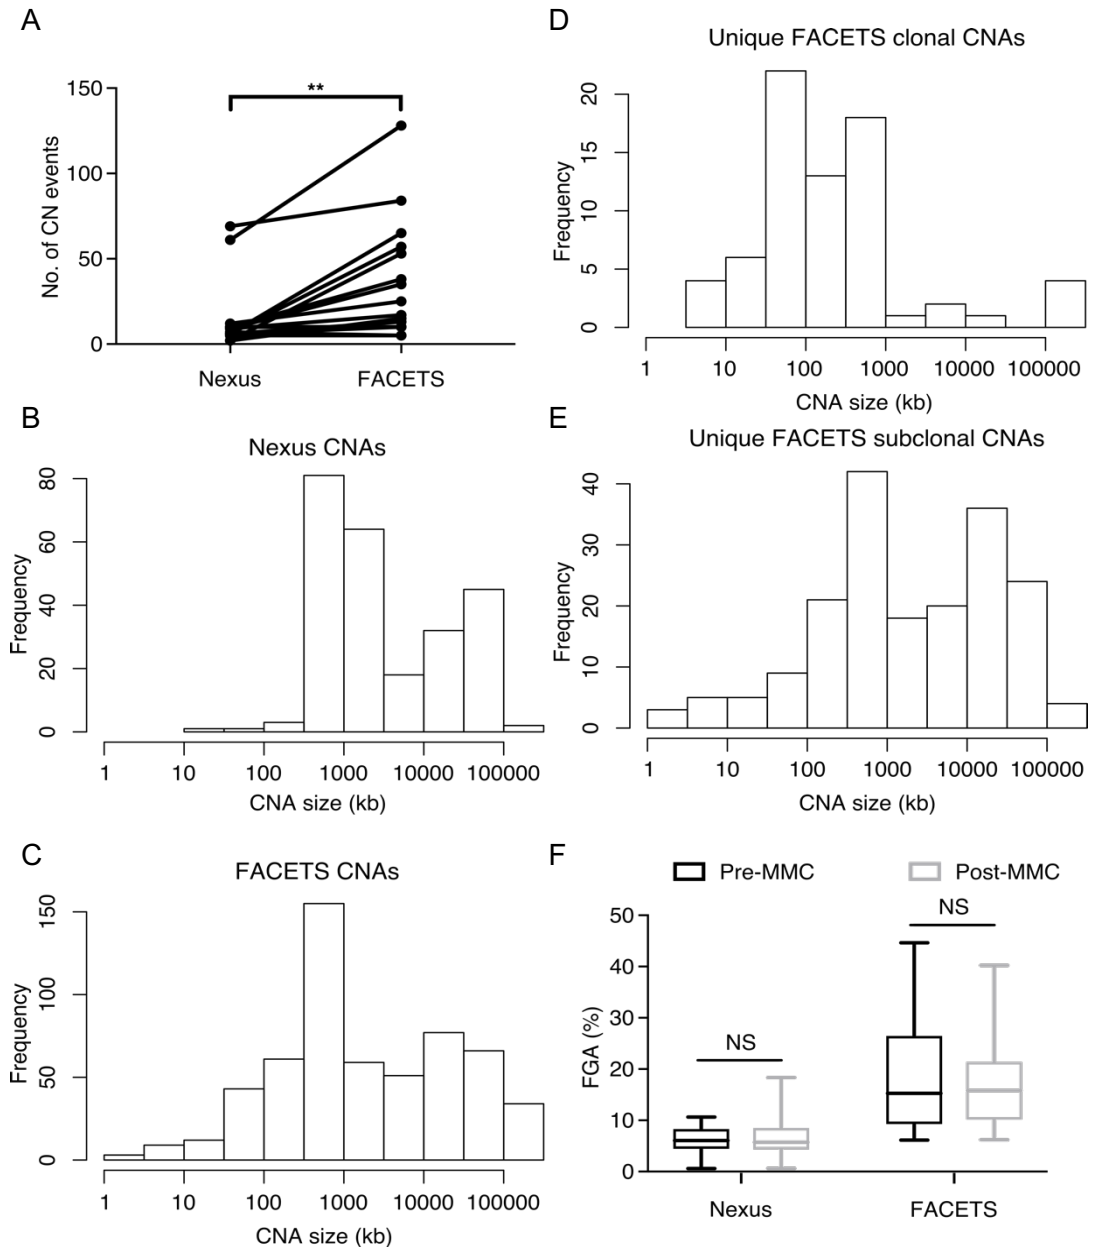 A
150
100
50
0
No. of CN events
**
Nexus
FACETS
B
Nexus CNAs
80
60
40
20
0
Frequency
1
10
100
1000
10000
100000
CNA size (kb)
C
FACETS CNAs
150
100
50
0
Frequency
1
10
100
1000
10000
100000
CNA size (kb)
D
Unique FACETS clonal CNAs
20
15
10
5
0
Frequency
1
10
100
1000
10000
100000
CNA size (kb)
E
Unique FACETS subclonal CNAs
40
30
20
10
0
Frequency
1
10
100
1000
10000
100000
CNA size (kb)
F
Pre-MMC
Post-MMC
50
40
30
20
10
0
FGA (%)
NS
NS
Nexus
FACETS